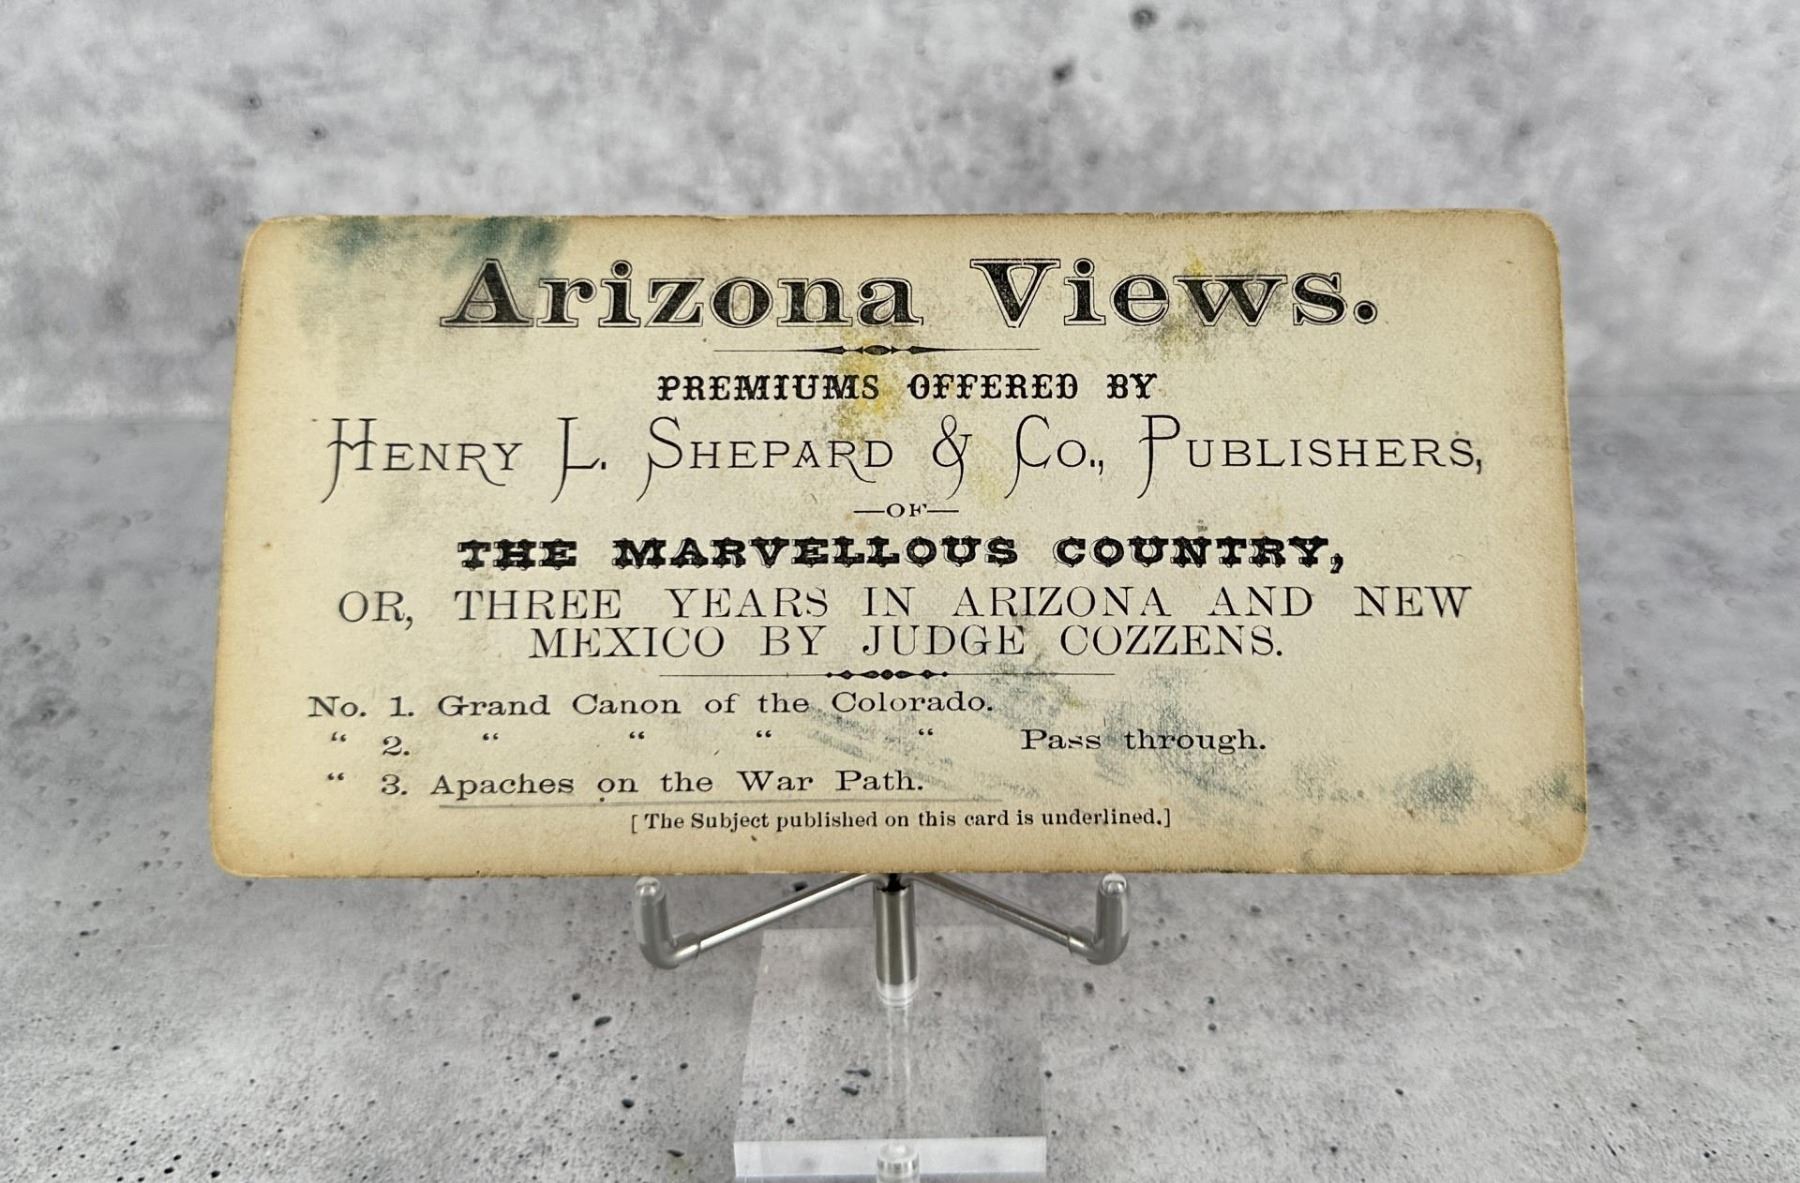 Arizona Views.
PREMIUMS OFFERED BY
HENRY L. SHEPARD & CO., PUBLISHERS,
—OF—
THE MARVELLOUS COUNTRY,
OR, THREE YEARS IN ARIZONA AND NEW
MEXICO BY JUDGE COZZENS.
No. 1. Grand Canon of the Colorado.
“ 2. “ “ “ “ Pass through.
“ 3. Apaches on the War Path.
[ The Subject published on this card is underlined.]